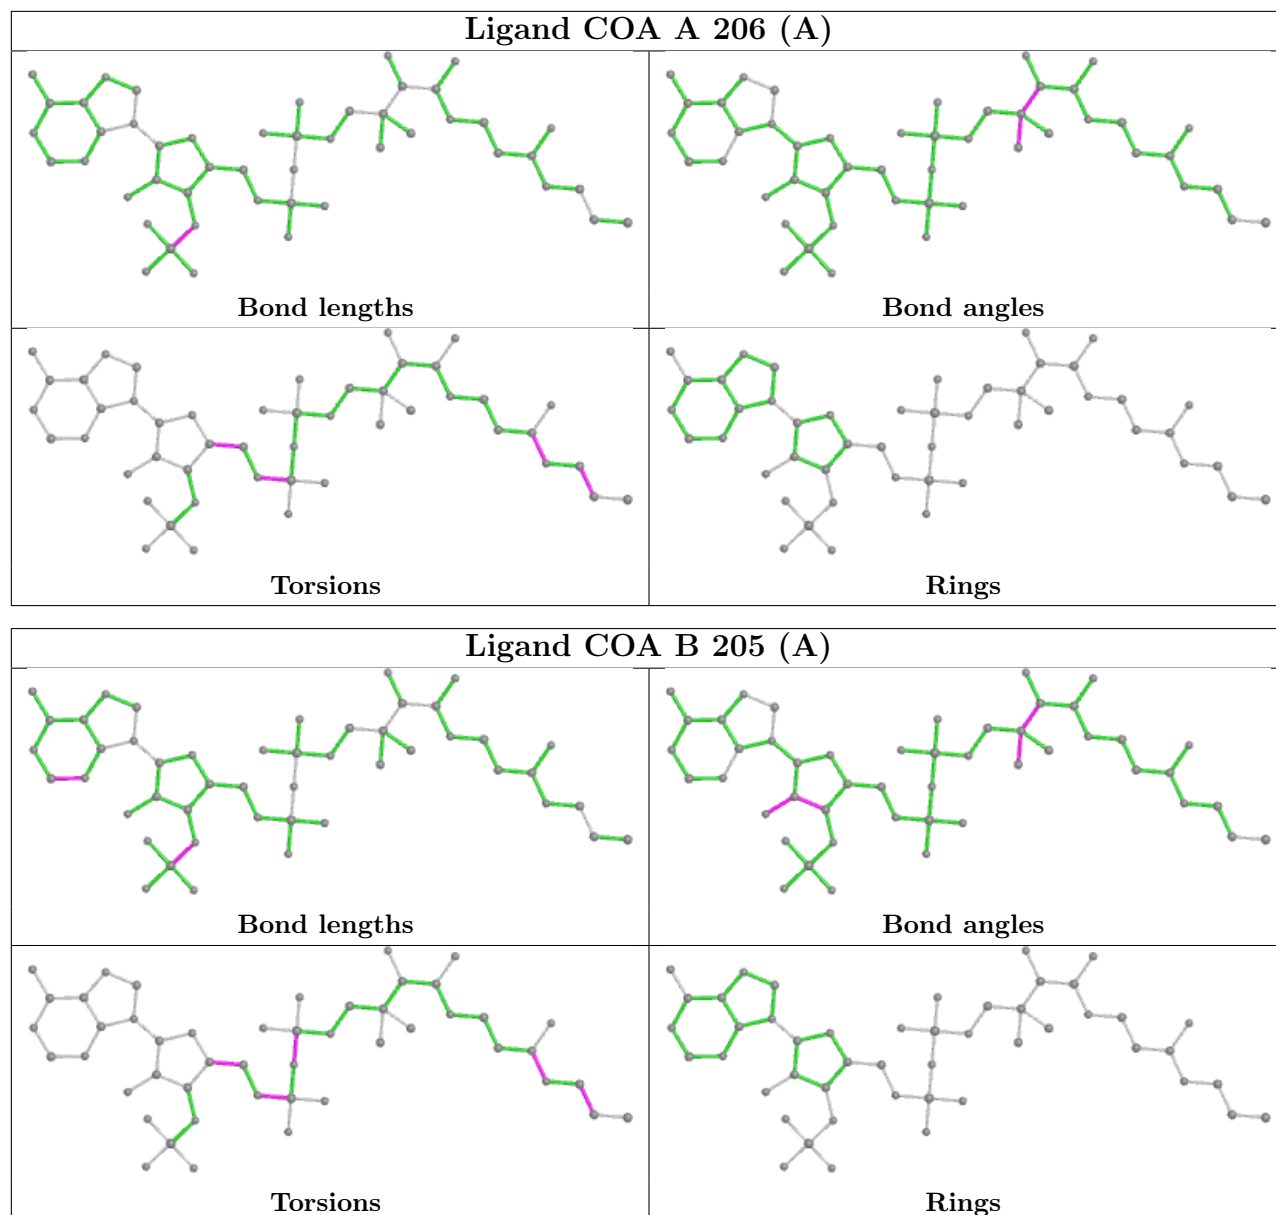 Ligand COA A 206 (A)
Bond lengths
Bond angles
Torsions
Rings
Ligand COA B 205 (A)
Bond lengths
Bond angles
Torsions
Rings